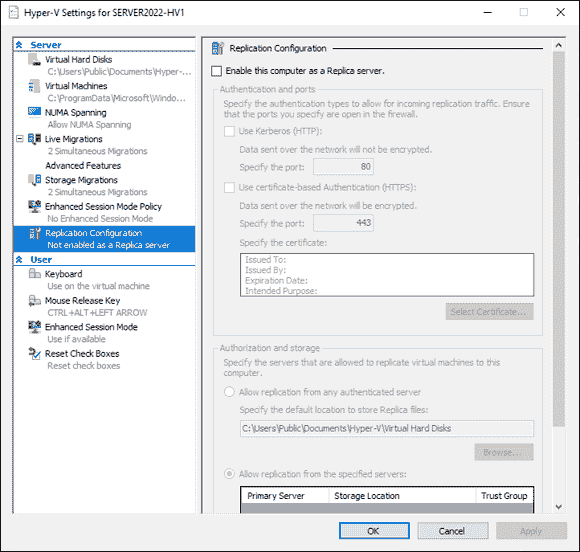 Hyper-V Settings for SERVER2022-HV1
Server
Virtual Hard Disks
C:\Users\Public\Documents\Hyper-...
Virtual Machines
C:\ProgramData\Microsoft\Windo...
NUMA Spanning
Allow NUMA Spanning
Live Migrations
2 Simultaneous Migrations
Advanced Features
Storage Migrations
2 Simultaneous Migrations
Enhanced Session Mode Policy
No Enhanced Session Mode
Replication Configuration
Not enabled as a Replica server
User
Keyboard
Use on the virtual machine
Mouse Release Key
CTRL+ALT+LEFT ARROW
Enhanced Session Mode
Use if available
Reset Check Boxes
Reset check boxes
Replication Configuration
Enable this computer as a Replica server.
Authentication and ports
Specify the authentication types to allow for incoming replication traffic. Ensure
that the ports you specify are open in the firewall.
Use Kerberos (HTTP):
Data sent over the network will not be encrypted.
Specify the port: 80
Use certificate-based Authentication (HTTPS):
Data sent over the network will be encrypted.
Specify the port: 443
Specify the certificate:
Issued To:
Issued By:
Expiration Date:
Intended Purpose:
Select Certificate...
Authorization and storage
Specify the servers that are allowed to replicate virtual machines to this
computer.
Allow replication from any authenticated server
Specify the default location to store Replica files:
C:\Users\Public\Documents\Hyper-V\Virtual Hard Disks
Browse...
Allow replication from the specified servers:
Primary Server Storage Location Trust Group
OK Cancel Apply